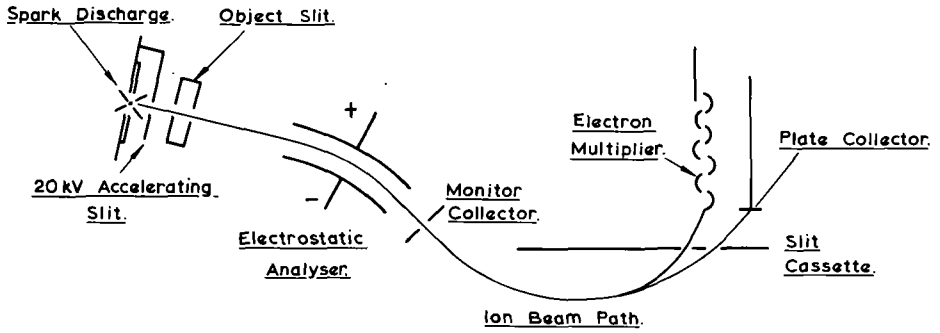 Spark Discharge.
Object Slit.
+
Electron
Multiplier.
Plate Collector.
20 kV Accelerating
Slit.
-
Monitor
Collector.
Electrostatic
Analyser.
Slit
Cassette.
Ion Beam Path.